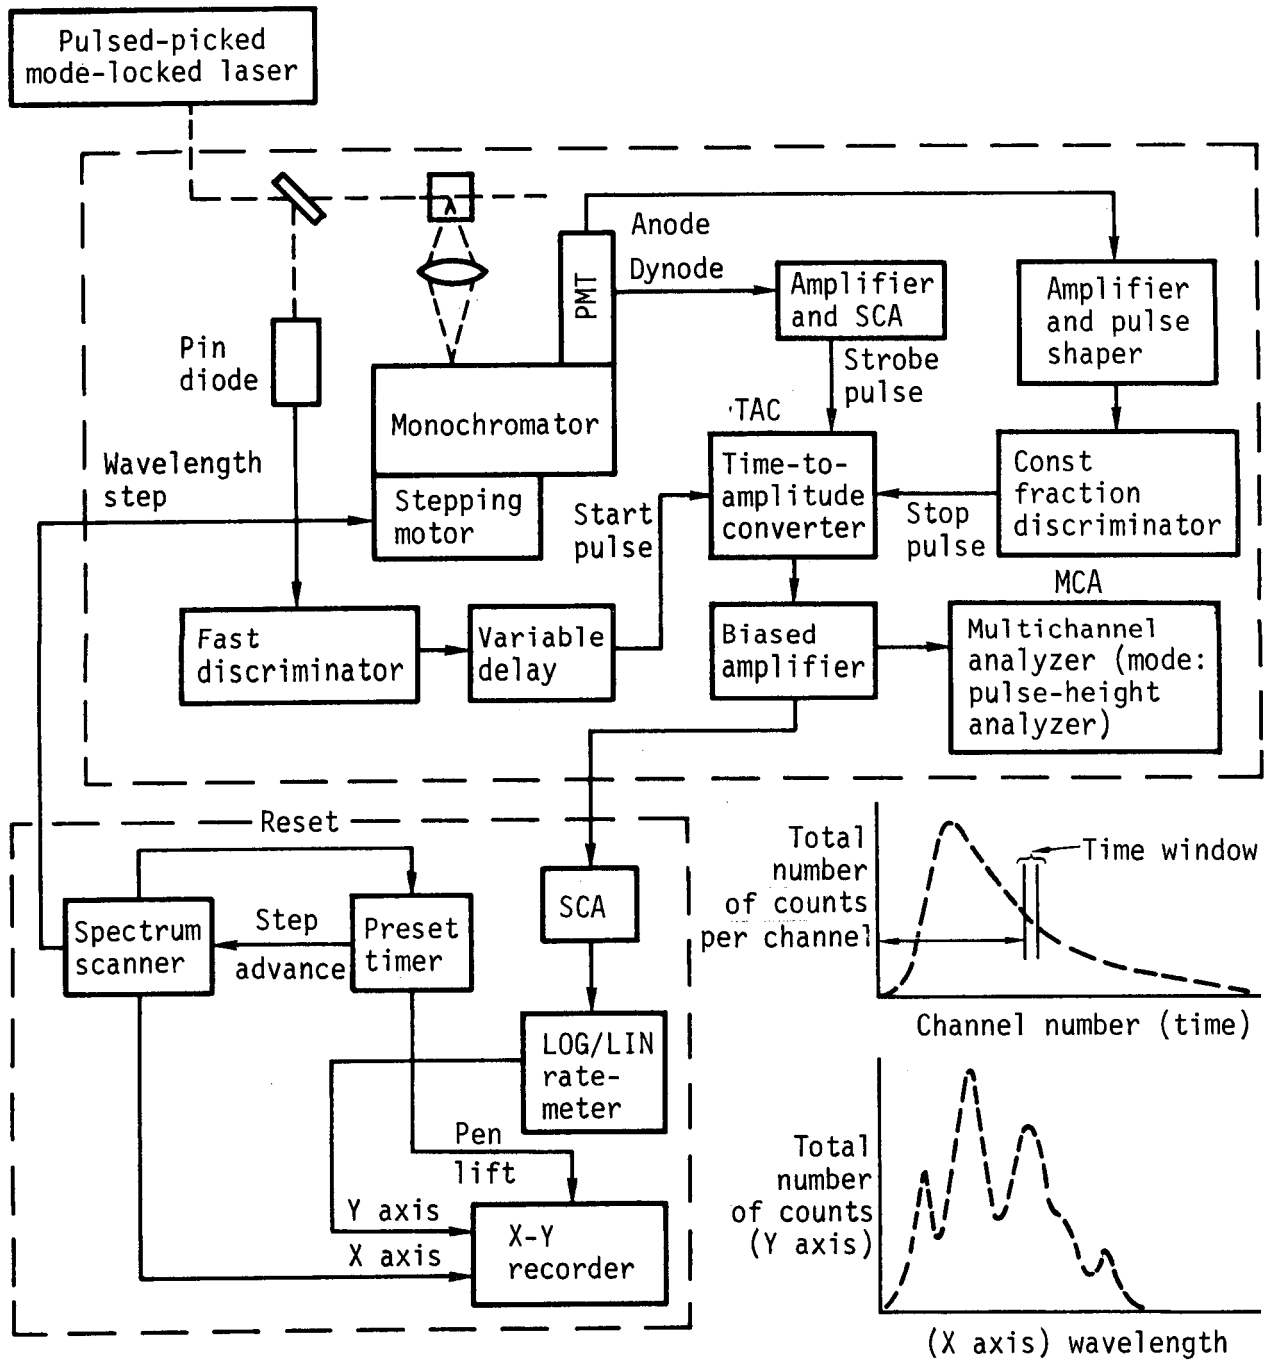 Pulsed-picked
mode-locked laser
Anode
Dynode
PMT
Amplifier
and SCA
Amplifier
and pulse
shaper
Pin
diode
Strobe
pulse
TAC
Monochromator
Wavelength
step
Stepping
motor
Start
pulse
Time-to-
amplitude
converter
Stop
pulse
Const
fraction
discriminator
MCA
Fast
discriminator
Variable
delay
Biased
amplifier
Multichannel
analyzer (mode:
pulse-height
analyzer)
Reset
Spectrum
scanner
Step
advance
Preset
timer
SCA
LOG/LIN
rate-
meter
Pen
lift
Y axis
X axis
X-Y
recorder
Total
number
of counts
per channel
Time window
Channel number (time)
Total
number
of counts
(Y axis)
(X axis) wavelength